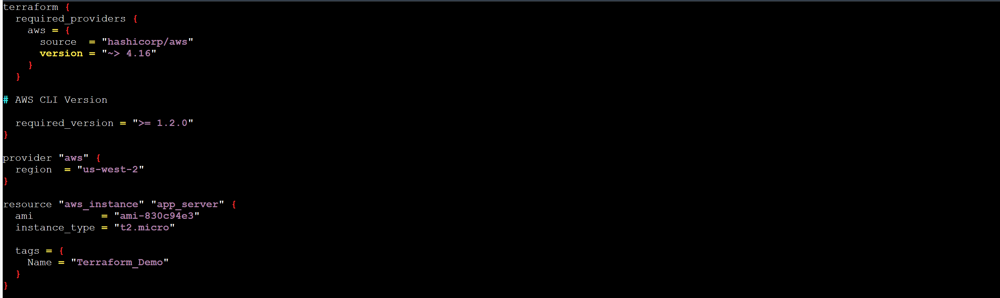 terraform {
  required_providers {
    aws = {
      source  = "hashicorp/aws"
      version = "~> 4.16"
    }
  }
# AWS CLI Version
  required_version = ">= 1.2.0"
}
provider "aws" {
  region  = "us-west-2"
}
resource "aws_instance" "app_server" {
  ami           = "ami-830c94e3"
  instance_type = "t2.micro"
  tags = {
    Name = "Terraform_Demo"
  }
}